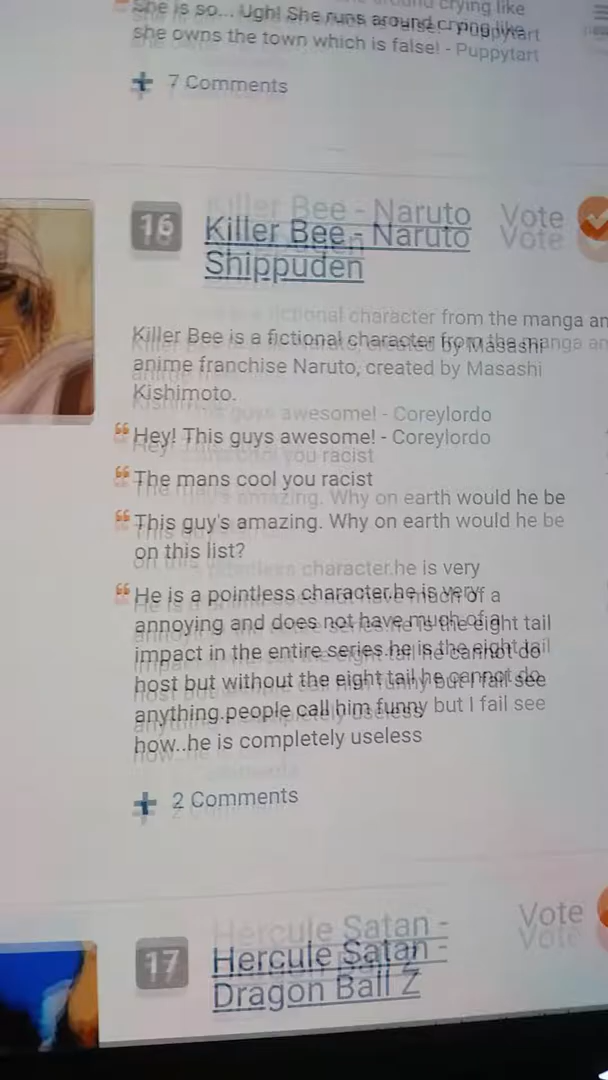 She is so... Ugh! She runs around crying like
she owns the town which is false! - Puppytart
7 Comments
16
Killer Bee - Naruto
Shippuden
Vote
Killer Bee is a fictional character from the manga an
anime franchise Naruto, created by Masashi
Kishimoto.
Hey! This guys awesome! - Coreylordo
The mans cool you racist
This guy's amazing. Why on earth would he be
on this list?
He is a pointless character.he is very
annoying and does not have much of a
impact in the entire series.he is the eight tail
host but without the eight tail he cannot do
anything.people call him funny but I fail see
how..he is completely useless
2 Comments
17
Hercule Satan -
Dragon Ball Z
Vote